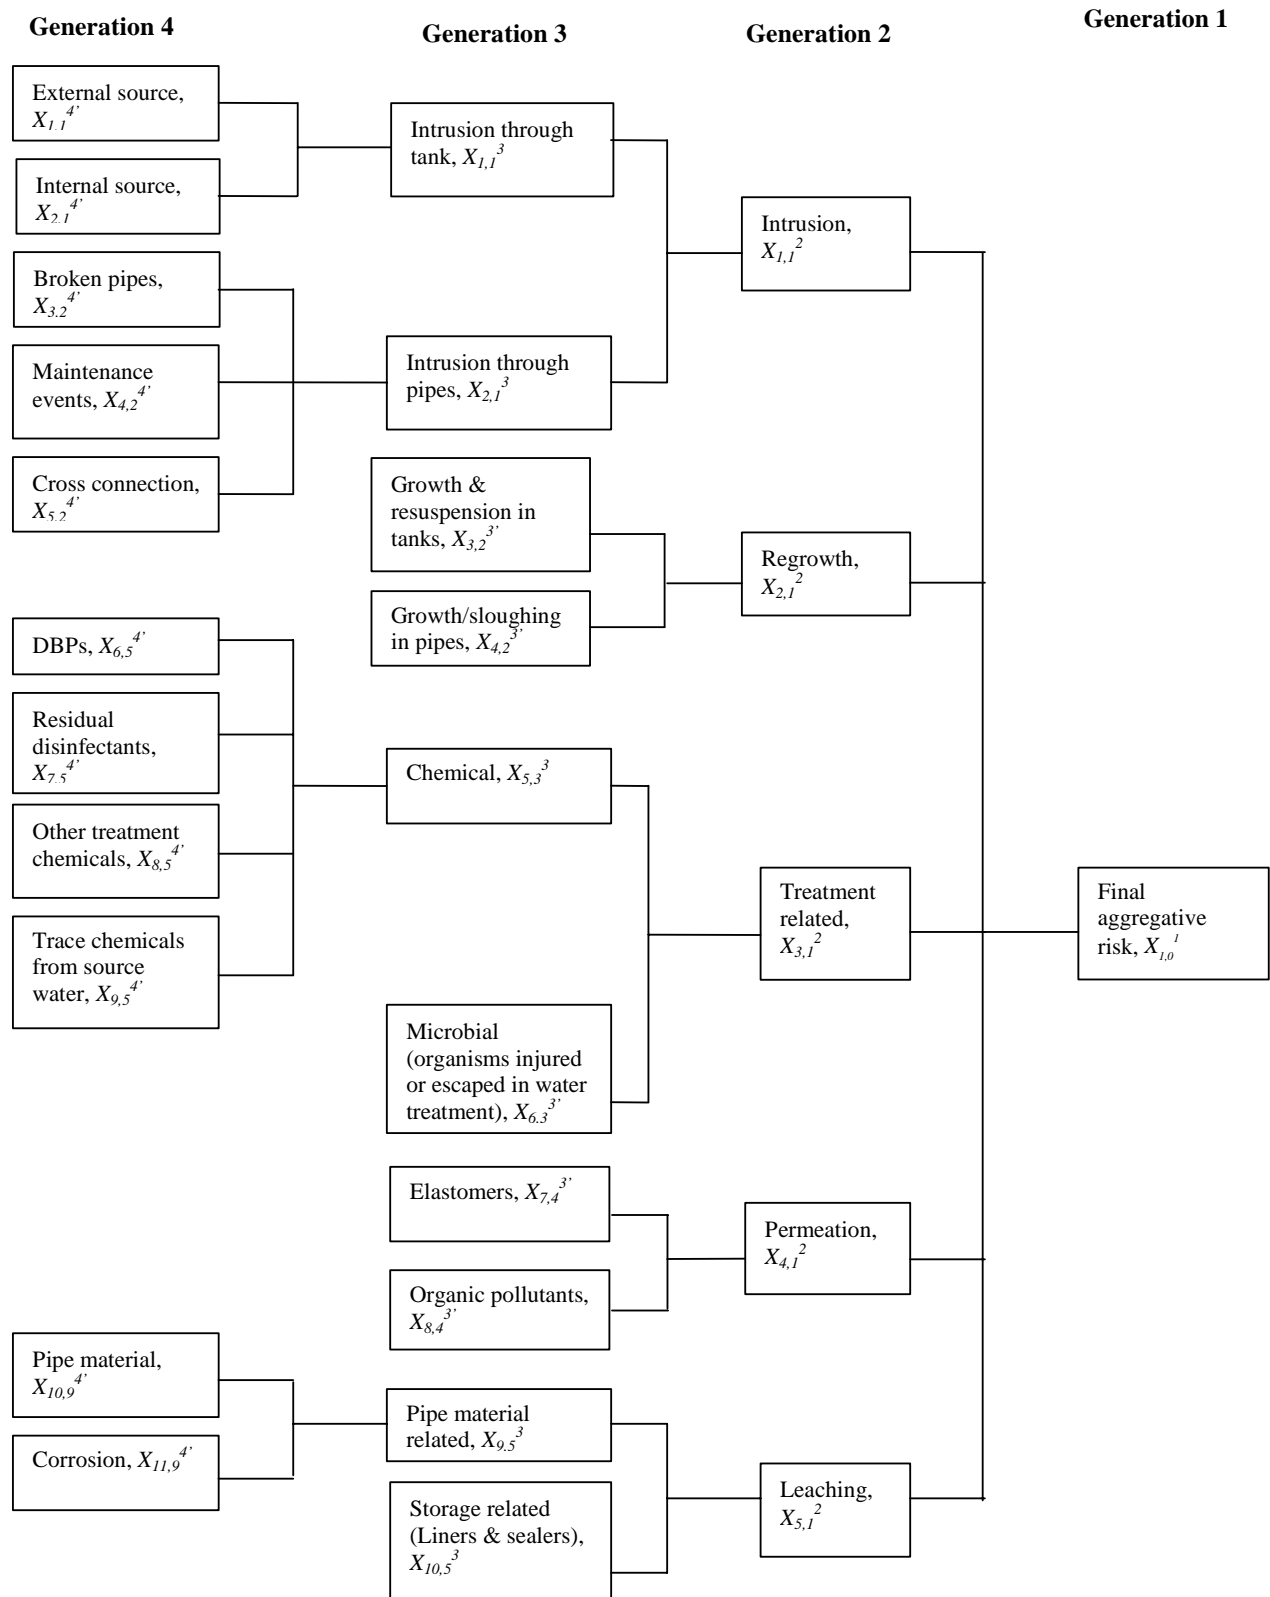 Generation 4
Generation 3
Generation 2
Generation 1
External source,
X1,1 4'
Internal source,
X2,1 4'
Broken pipes,
X3,2 4'
Maintenance
events, X4,2 4'
Cross connection,
X5,2 4'
DBPs, X6,5 4'
Residual
disinfectants,
X7,5 4'
Other treatment
chemicals, X8,5 4'
Trace chemicals
from source
water, X9,5 4'
Pipe material,
X10,9 4'
Corrosion, X11,9 4'
Intrusion through
tank, X1,1 3
Intrusion through
pipes, X2,1 3
Growth &
resuspension in
tanks, X3,2 3'
Growth/sloughing
in pipes, X4,2 3'
Chemical, X5,3 3
Microbial
(organisms injured
or escaped in water
treatment), X6,3 3'
Elastomers, X7,4 3'
Organic pollutants,
X8,4 3'
Pipe material
related, X9,5 3
Storage related
(Liners & sealers),
X10,5 3
Intrusion,
X1,1 2
Regrowth,
X2,1 2
Treatment
related,
X3,1 2
Permeation,
X4,1 2
Leaching,
X5,1 2
Final
aggregative
risk, X1,0 1